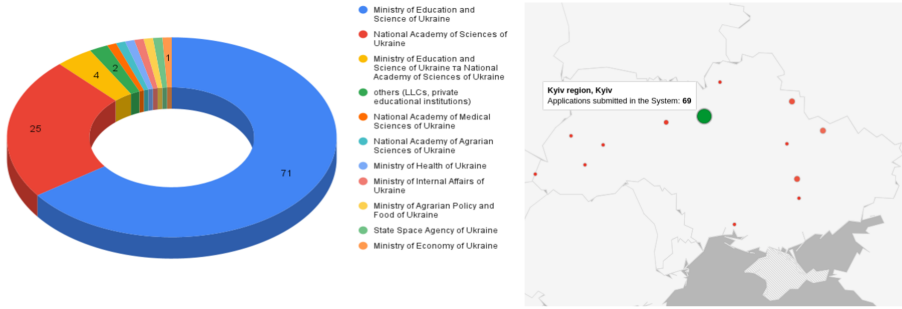 71
25
4
2
1
Ministry of Education and
Science of Ukraine
National Academy of Sciences of
Ukraine
Ministry of Education and
Science of Ukraine та National
Academy of Sciences of Ukraine
others (LLCs, private
educational institutions)
National Academy of Medical
Sciences of Ukraine
National Academy of Agrarian
Sciences of Ukraine
Ministry of Health of Ukraine
Ministry of Internal Affairs of
Ukraine
Ministry of Agrarian Policy and
Food of Ukraine
State Space Agency of Ukraine
Ministry of Economy of Ukraine
Kyiv region, Kyiv
Applications submitted in the System: 69